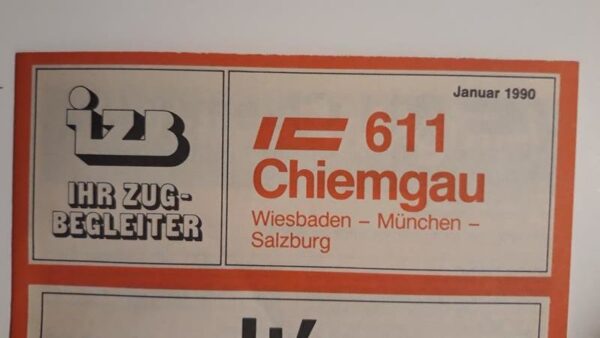 izb
IHR ZUG-
BEGLEITER
Januar 1990
IC 611
Chiemgau
Wiesbaden – München –
Salzburg